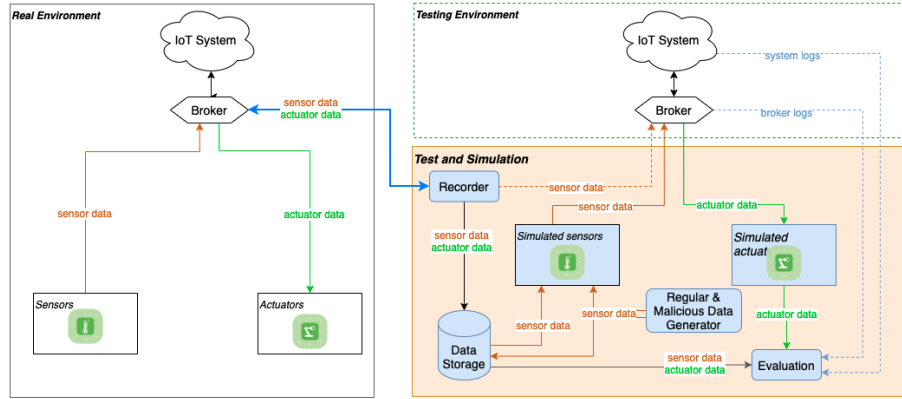 Real Environment
IoT System
Broker
sensor data
actuator data
sensor data
actuator data
Sensors
Actuators
Testing Environment
IoT System
system logs
Broker
broker logs
Test and Simulation
Recorder
sensor data
sensor data
actuator data
sensor data
actuator data
Simulated sensors
Simulated
actuat
sensor data
sensor data
Regular &
Malicious Data
Generator
actuator data
Data
Storage
sensor data
actuator data
Evaluation